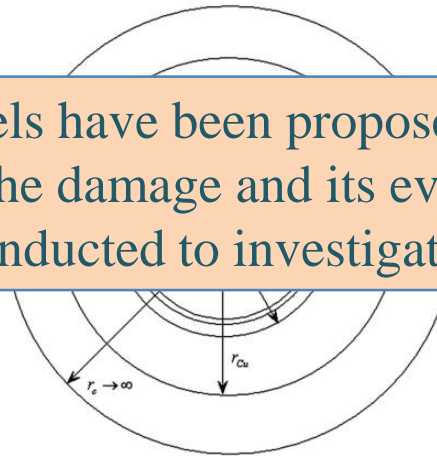 els have been propose
he damage and its ev
nducted to investigat
r_Cu
r_c → ∞